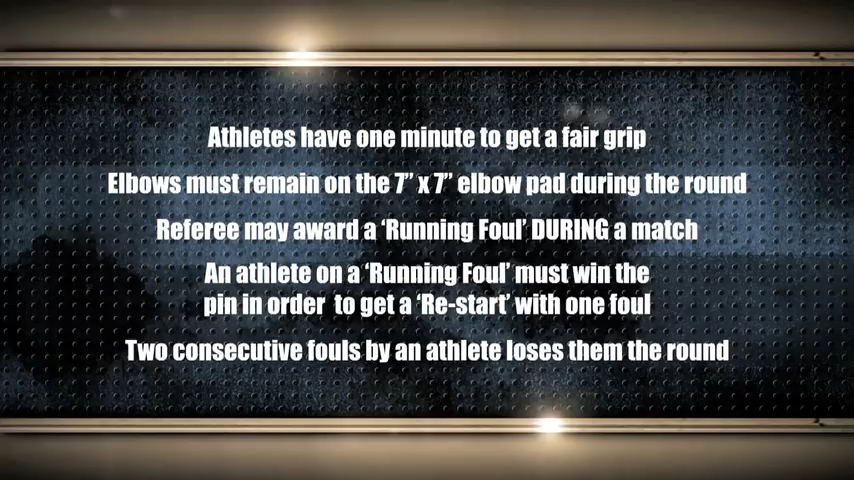 Athletes have one minute to get a fair grip
Elbows must remain on the 7” x 7” elbow pad during the round
Referee may award a ‘Running Foul’ DURING a match
An athlete on a ‘Running Foul’ must win the
pin in order to get a ‘Re-start’ with one foul
Two consecutive fouls by an athlete loses them the round